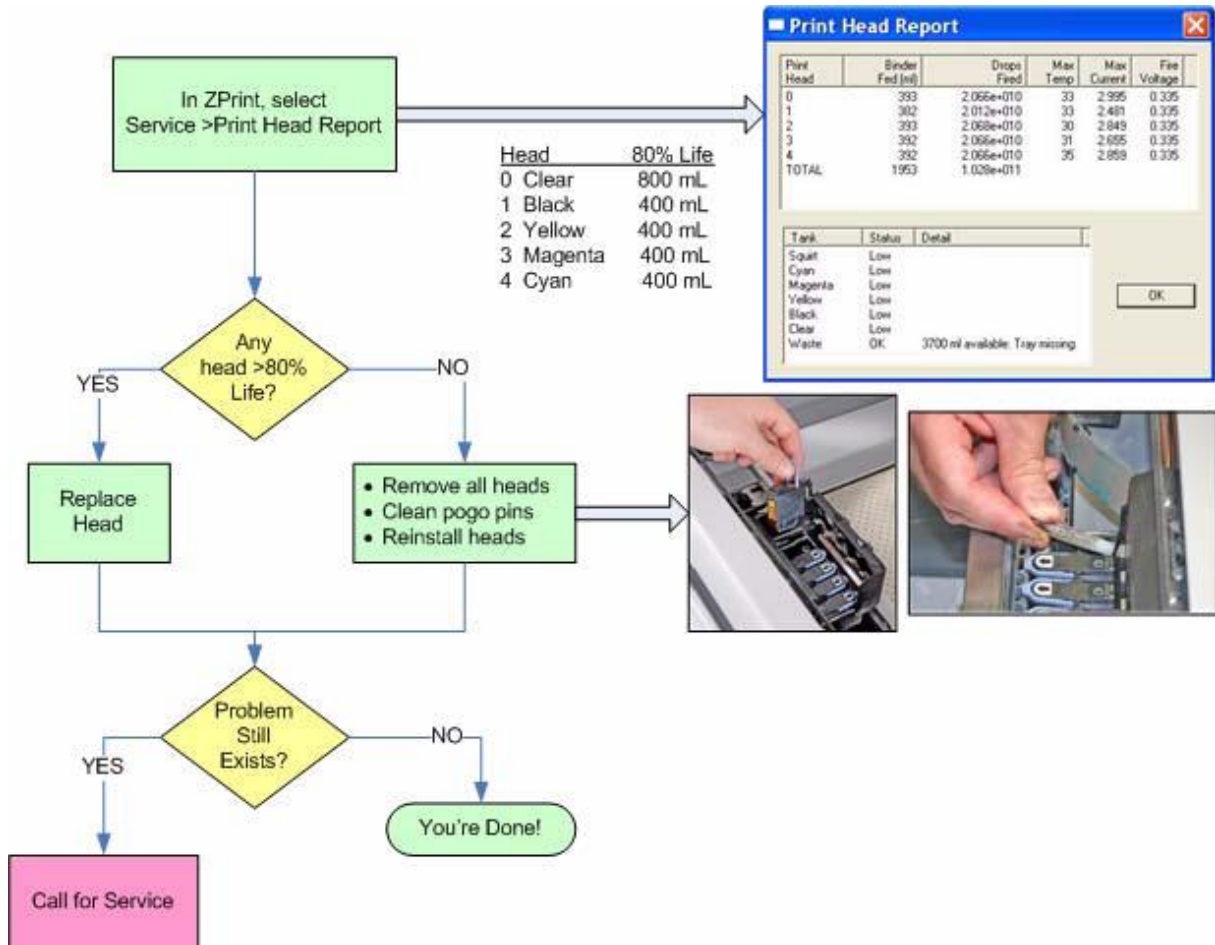 In ZPrint, select
Service >Print Head Report
Head 80% Life
0 Clear 800 mL
1 Black 400 mL
2 Yellow 400 mL
3 Magenta 400 mL
4 Cyan 400 mL
Print Head Report
Print Head Binder Fed (ml) Drops Fired Max Temp Max Current Fire Voltage
0 393 2.066e+010 33 2.995 0.335
1 382 2.012e+010 33 2.481 0.335
2 393 2.068e+010 30 2.849 0.335
3 392 2.066e+010 31 2.655 0.335
4 392 2.066e+010 35 2.859 0.335
TOTAL 1953 1.028e+011
Tank Status Detail
Squirt Low
Cyan Low
Magenta Low
Yellow Low
Black Low
Clear Low
Waste OK 3700 ml available. Tray missing
OK
Any
head >80%
Life?
YES
NO
Replace
Head
• Remove all heads
• Clean pogo pins
• Reinstall heads
Problem
Still
Exists?
YES
NO
You're Done!
Call for Service